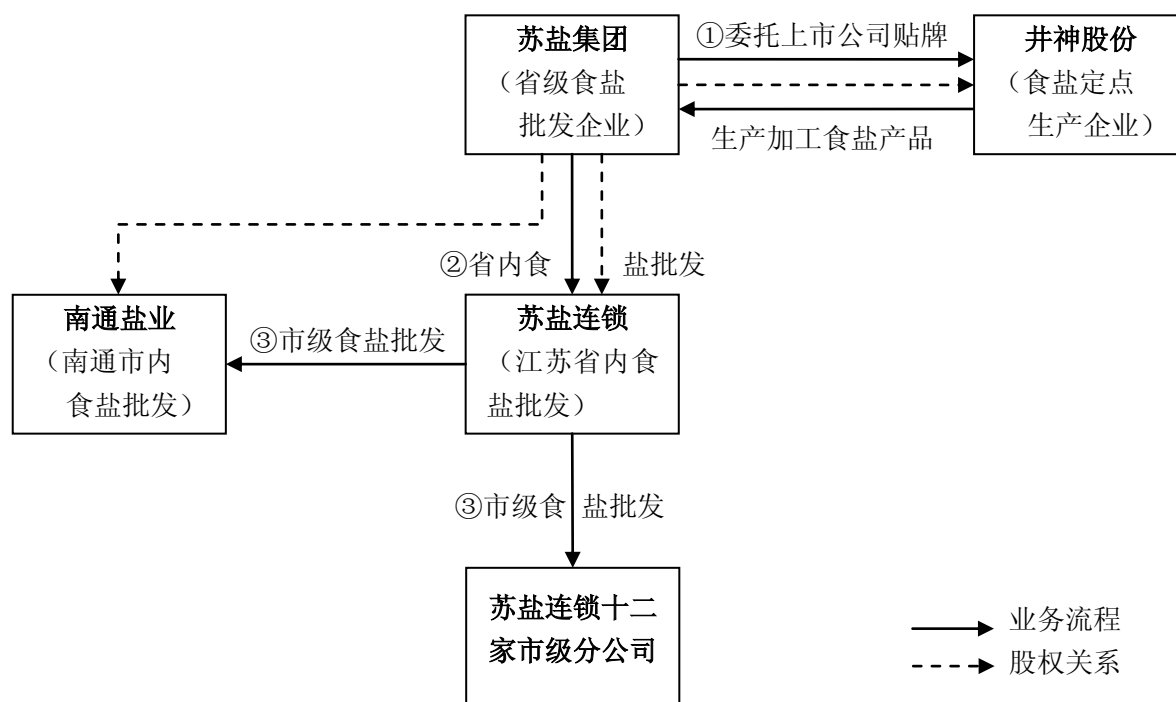 苏盐集团
（省级食盐
批发企业）
①委托上市公司贴牌
生产加工食盐产品
井神股份
（食盐定点
生产企业）
②省内食 盐批发
南通盐业
（南通市内
食盐批发）
③市级食盐批发
苏盐连锁
（江苏省内食
盐批发）
③市级食 盐批发
苏盐连锁十二
家市级分公司
业务流程
股权关系